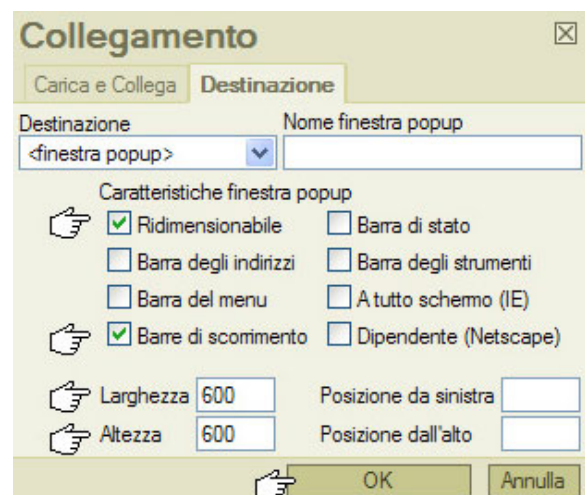 Collegamento
Carica e Collega Destinazione
Destinazione Nome finestra popup
<finestra popup>
Caratteristiche finestra popup
Ridimensionabile Barra di stato
Barra degli indirizzi Barra degli strumenti
Barra del menu A tutto schermo (IE)
Barre di scorrimento Dipendente (Netscape)
Larghezza 600 Posizione da sinistra
Altezza 600 Posizione dall'alto
OK Annulla